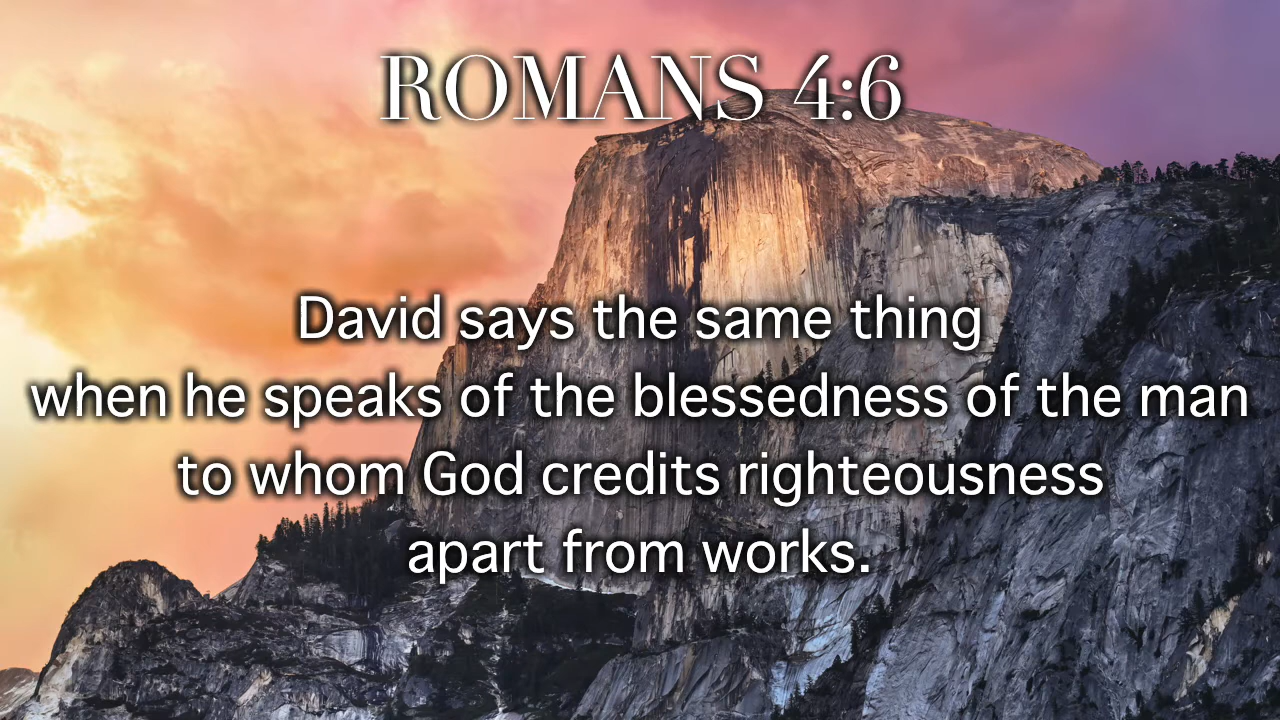 ROMANS 4:6
David says the same thing
when he speaks of the blessedness of the man
to whom God credits righteousness
apart from works.